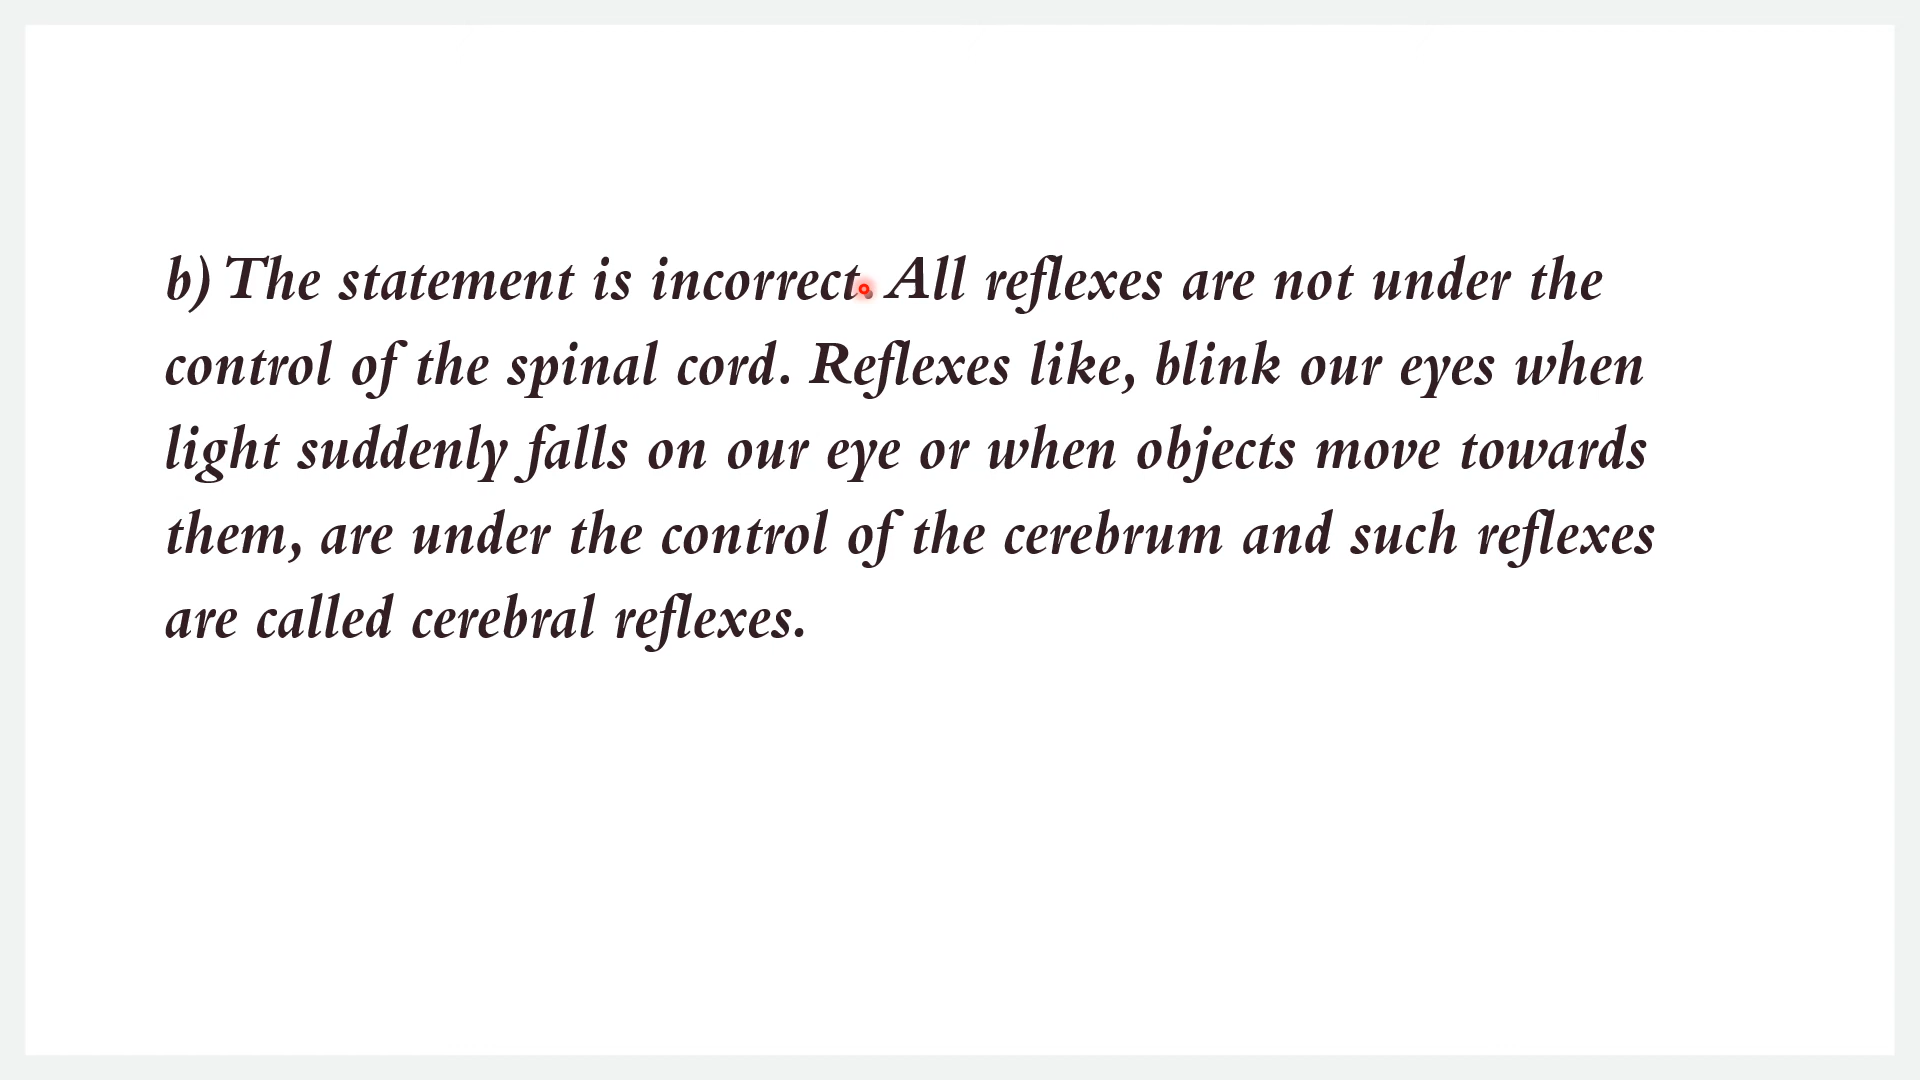 b) The statement is incorrect. All reflexes are not under the
control of the spinal cord. Reflexes like, blink our eyes when
light suddenly falls on our eye or when objects move towards
them, are under the control of the cerebrum and such reflexes
are called cerebral reflexes.